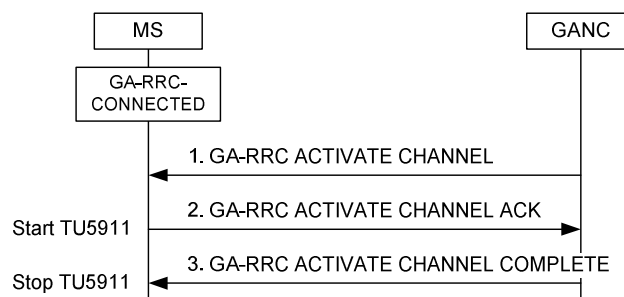 MS
GANC
GA-RRC-
CONNECTED
1. GA-RRC ACTIVATE CHANNEL
2. GA-RRC ACTIVATE CHANNEL ACK
Start TU5911
3. GA-RRC ACTIVATE CHANNEL COMPLETE
Stop TU5911